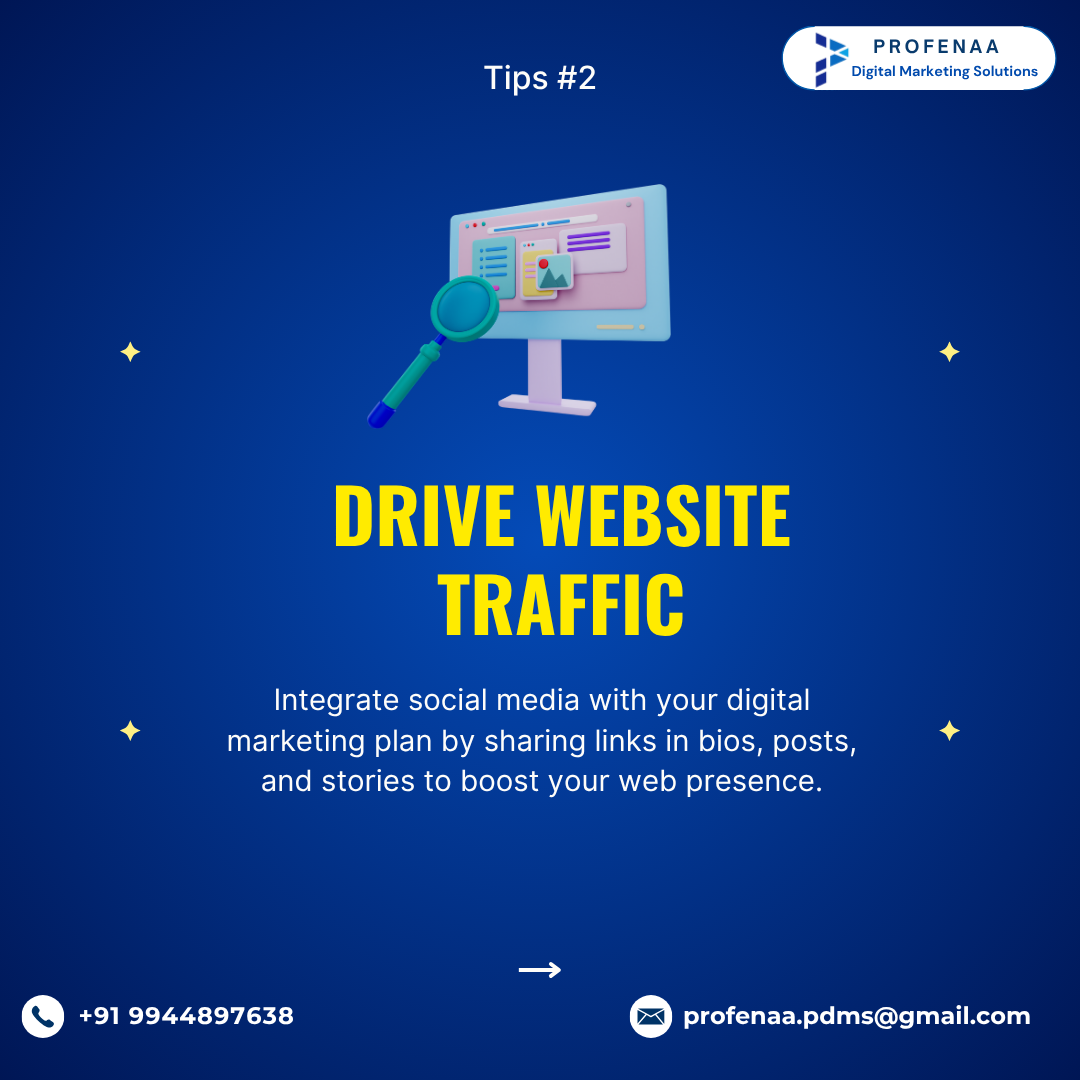 PROFENAA
Digital Marketing Solutions
Tips #2
DRIVE WEBSITE
TRAFFIC
Integrate social media with your digital
marketing plan by sharing links in bios, posts,
and stories to boost your web presence.
+91 9944897638
profenaa.pdms@gmail.com